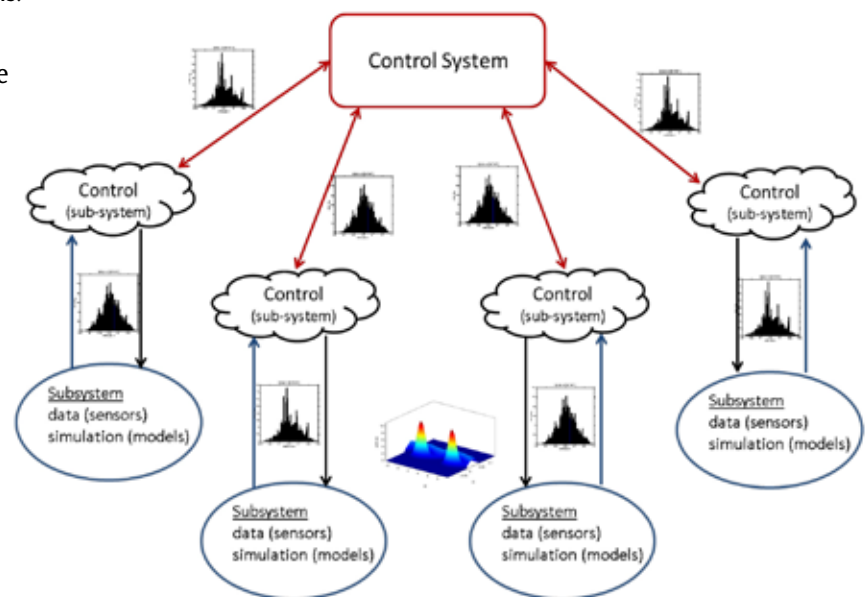 Control System
Control
(sub-system)
Control
(sub-system)
Control
(sub-system)
Control
(sub-system)
Subsystem
data (sensors)
simulation (models)
Subsystem
data (sensors)
simulation (models)
Subsystem
data (sensors)
simulation (models)
Subsystem
data (sensors)
simulation (models)